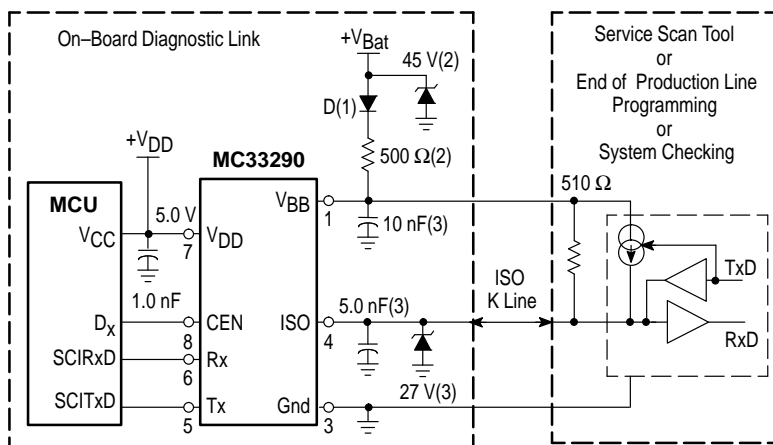 On–Board Diagnostic Link
+VBat
45 V(2)
D(1)
500 Ω(2)
+VDD
MC33290
MCU
VCC
5.0 V
7
VDD
VBB
1
10 nF(3)
1.0 nF
Dx
8
CEN
ISO
4
5.0 nF(3)
SCIRxD
6
Rx
SCITxD
5
Tx
Gnd
3
27 V(3)
ISO
K Line
Service Scan Tool
or
End of Production Line
Programming
or
System Checking
510 Ω
TxD
RxD